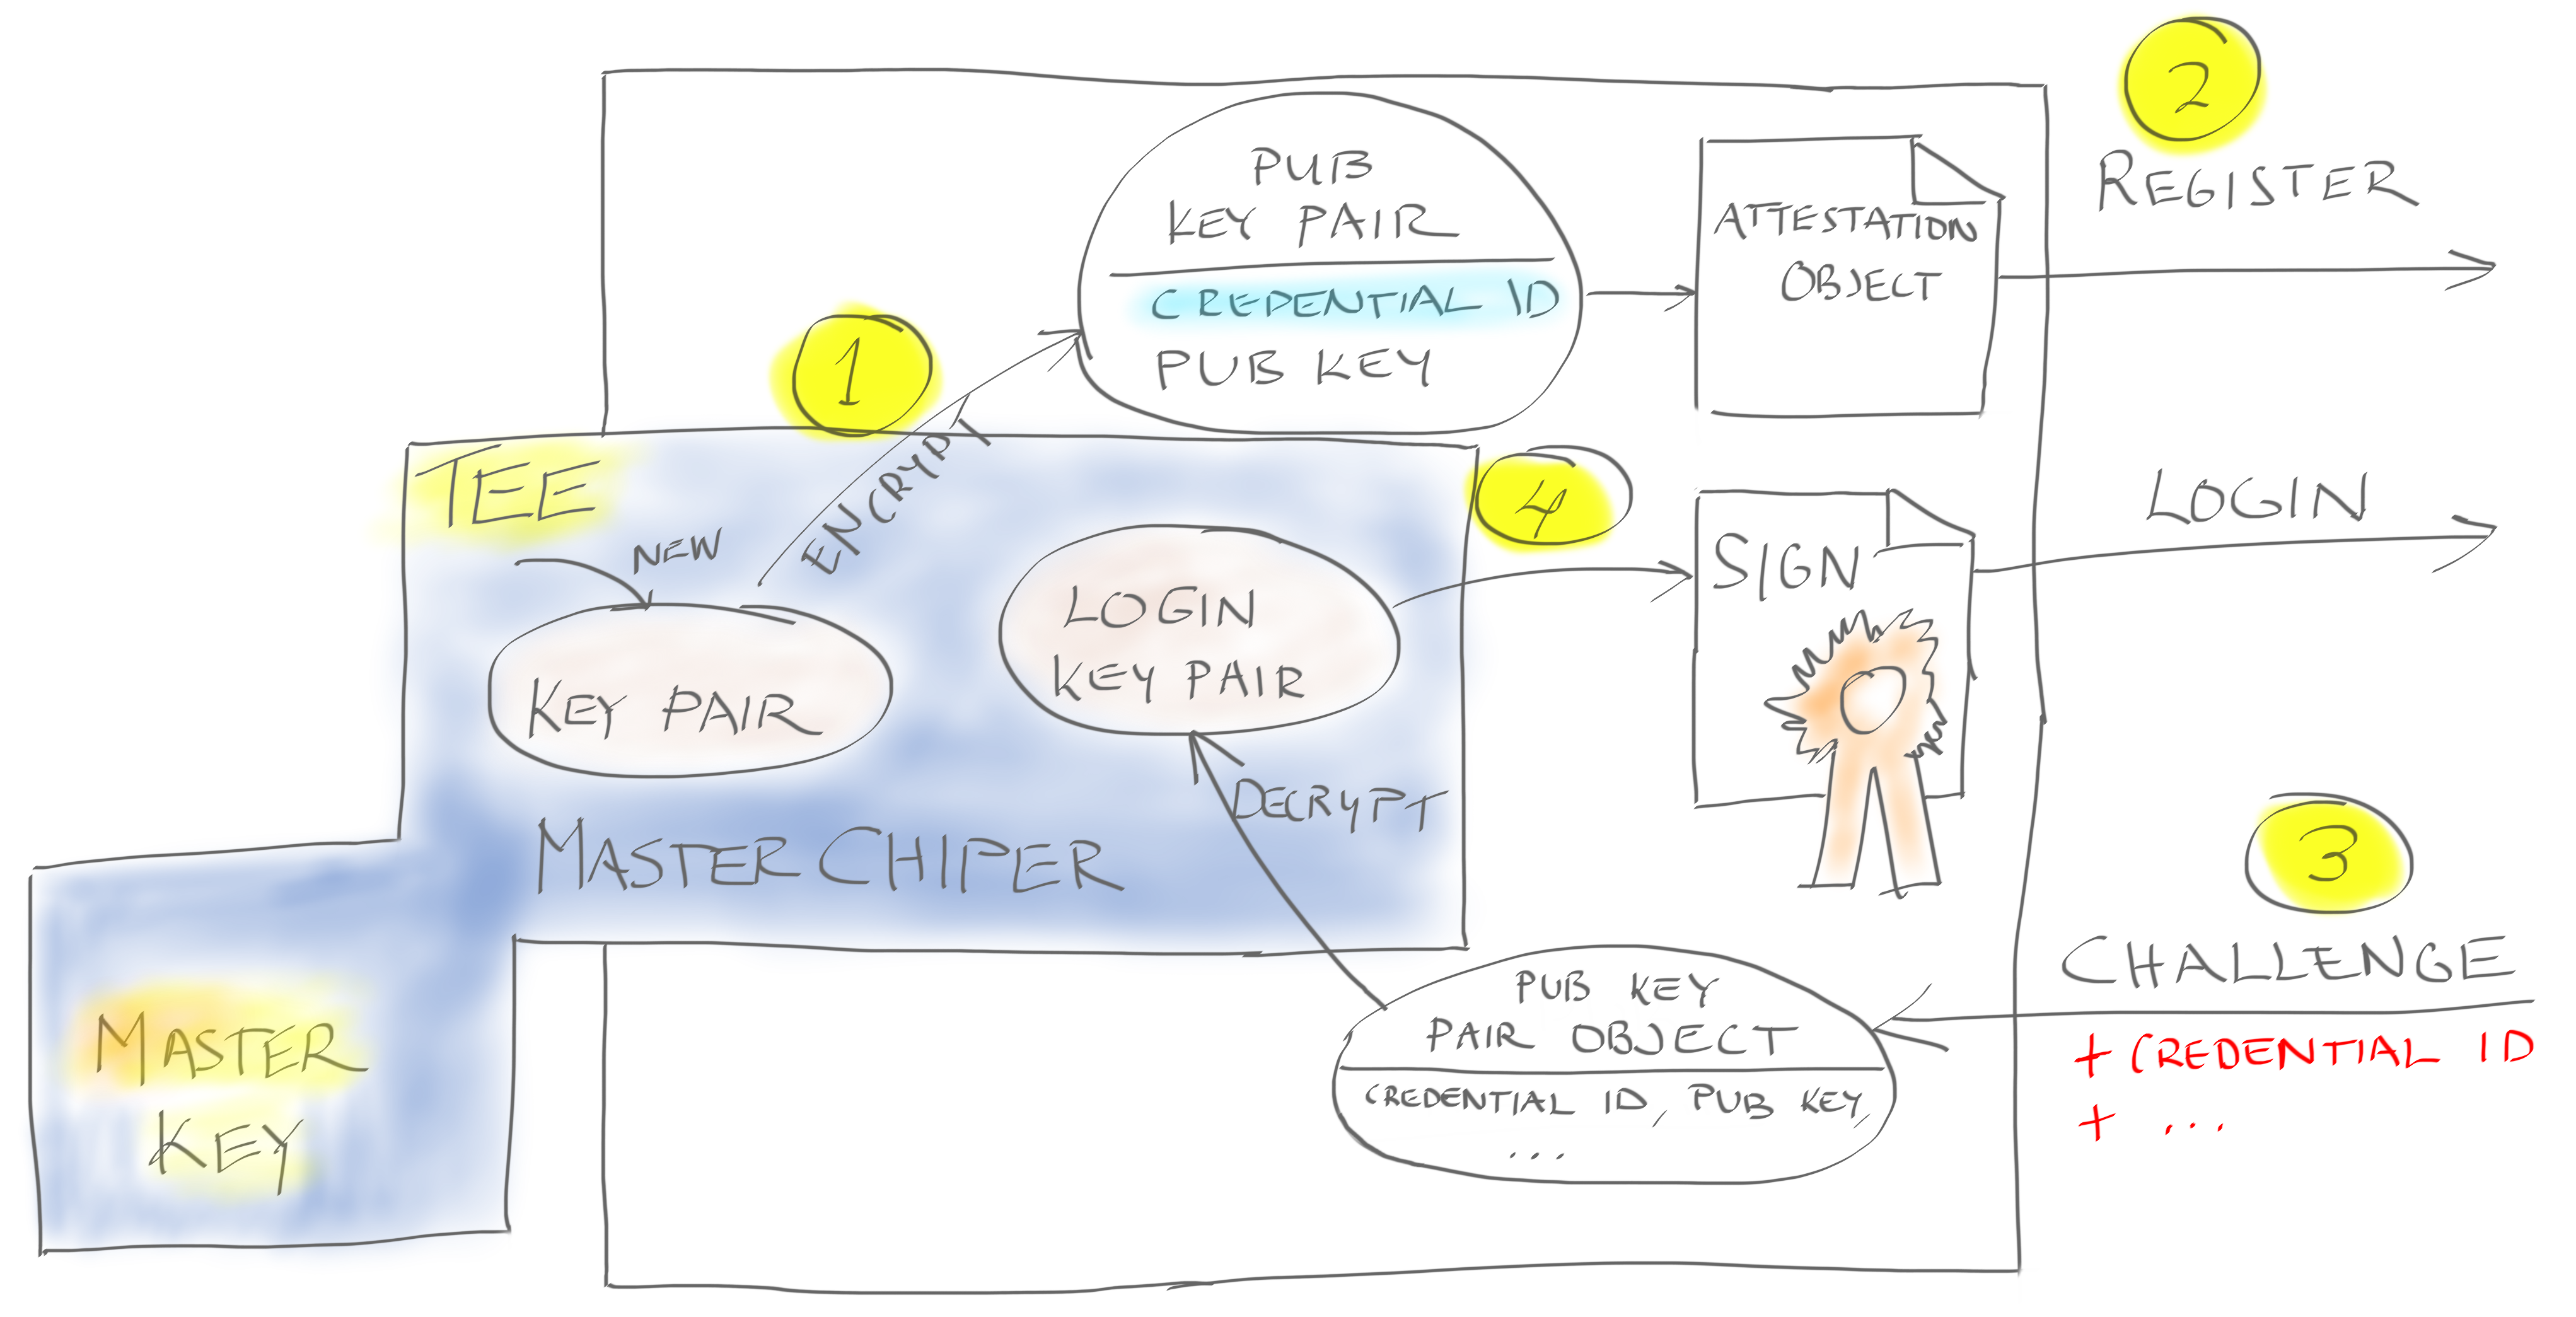 2
REGISTER
PUB
KEY PAIR
CREDENTIAL ID
PUB KEY
ATTESTATION
OBJECT
1
ENCRYPT
TEE
NEW
KEY PAIR
LOGIN
KEY PAIR
4
SIGN
LOGIN
DECRYPT
MASTER CHIPER
MASTER
KEY
3
CHALLENGE
+ CREDENTIAL ID
+ ...
PUB KEY
PAIR OBJECT
CREDENTIAL ID, PUB KEY,
...